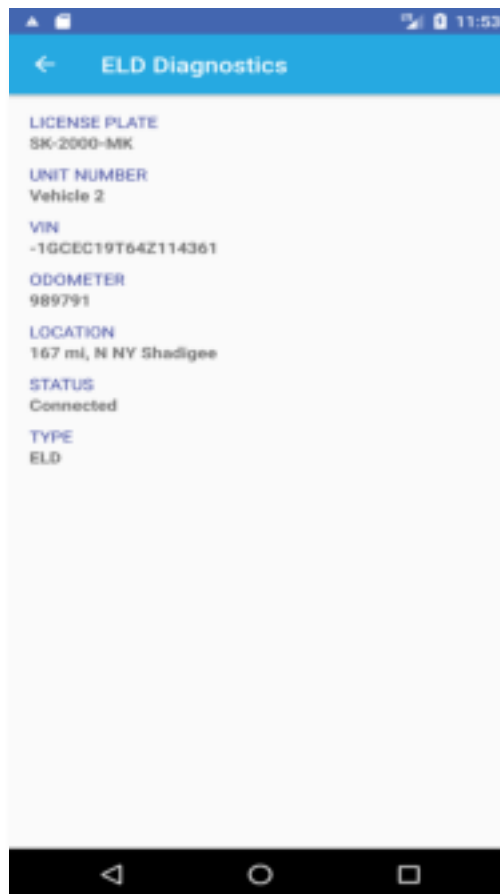 11:53
ELD Diagnostics
LICENSE PLATE
SK-2000-MK
UNIT NUMBER
Vehicle 2
VIN
-1GCEC19T64Z114361
ODOMETER
989791
LOCATION
167 mi, N NY Shadigee
STATUS
Connected
TYPE
ELD